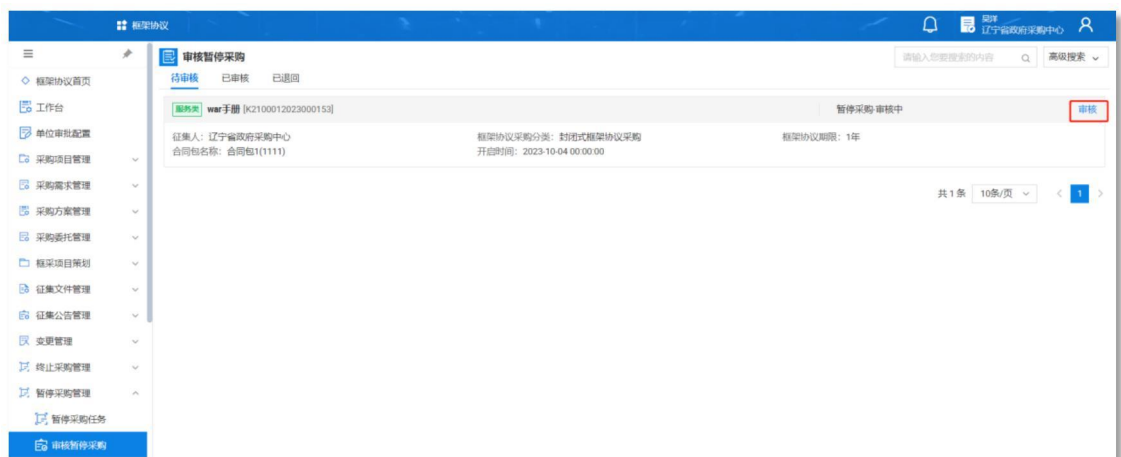 框架协议
吴洋
辽宁省政府采购中心
框架协议首页
工作台
单位审批配置
采购项目管理
采购需求管理
采购方案管理
采购委托管理
框采项目策划
征集文件管理
征集公告管理
变更管理
终止采购管理
暂停采购管理
暂停采购任务
审核暂停采购
审核暂停采购
请输入您要搜索的内容
高级搜索
待审核 已审核 已退回
服务类 war手册 [K2100012023000153] 暂停采购-审核中 审核
征集人：辽宁省政府采购中心 框架协议采购分类：封闭式框架协议采购 框架协议期限：1年
合同包名称：合同包1(1111) 开启时间：2023-10-04 00:00:00
共 1 条 10条/页 < 1 >